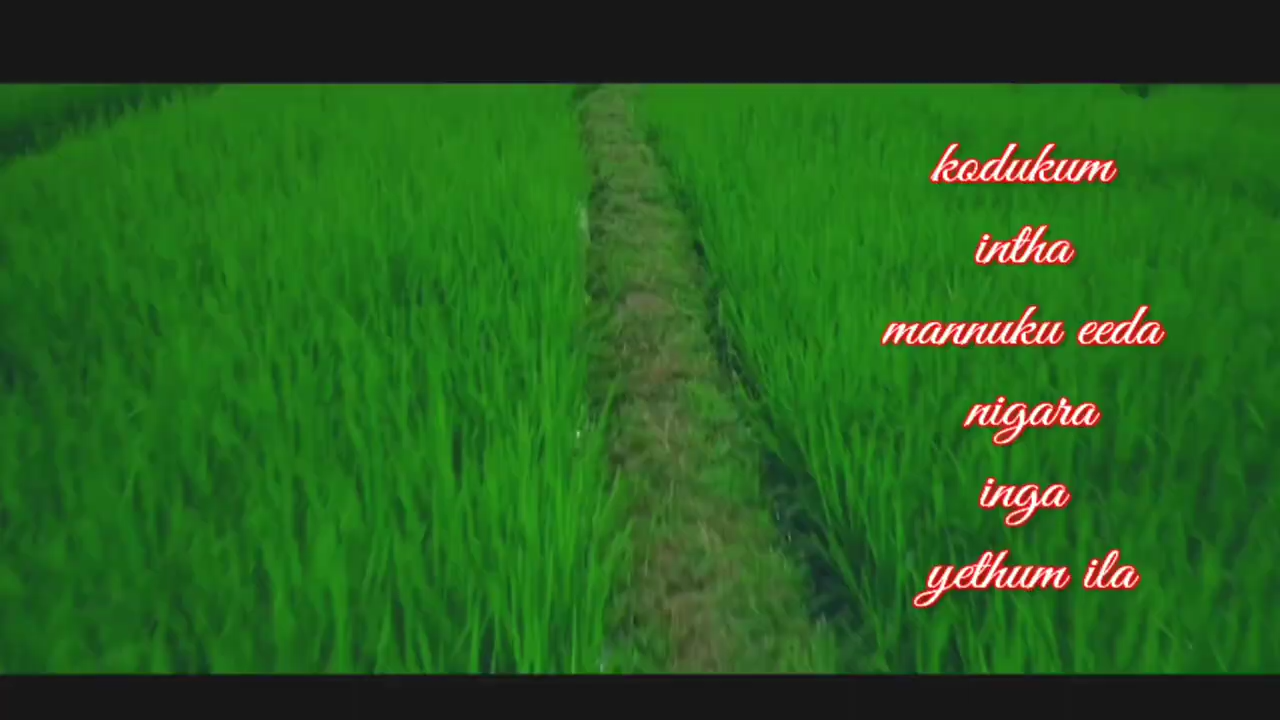 kodukum
intha
mannuku eeda
nigara
inga
yethum ila